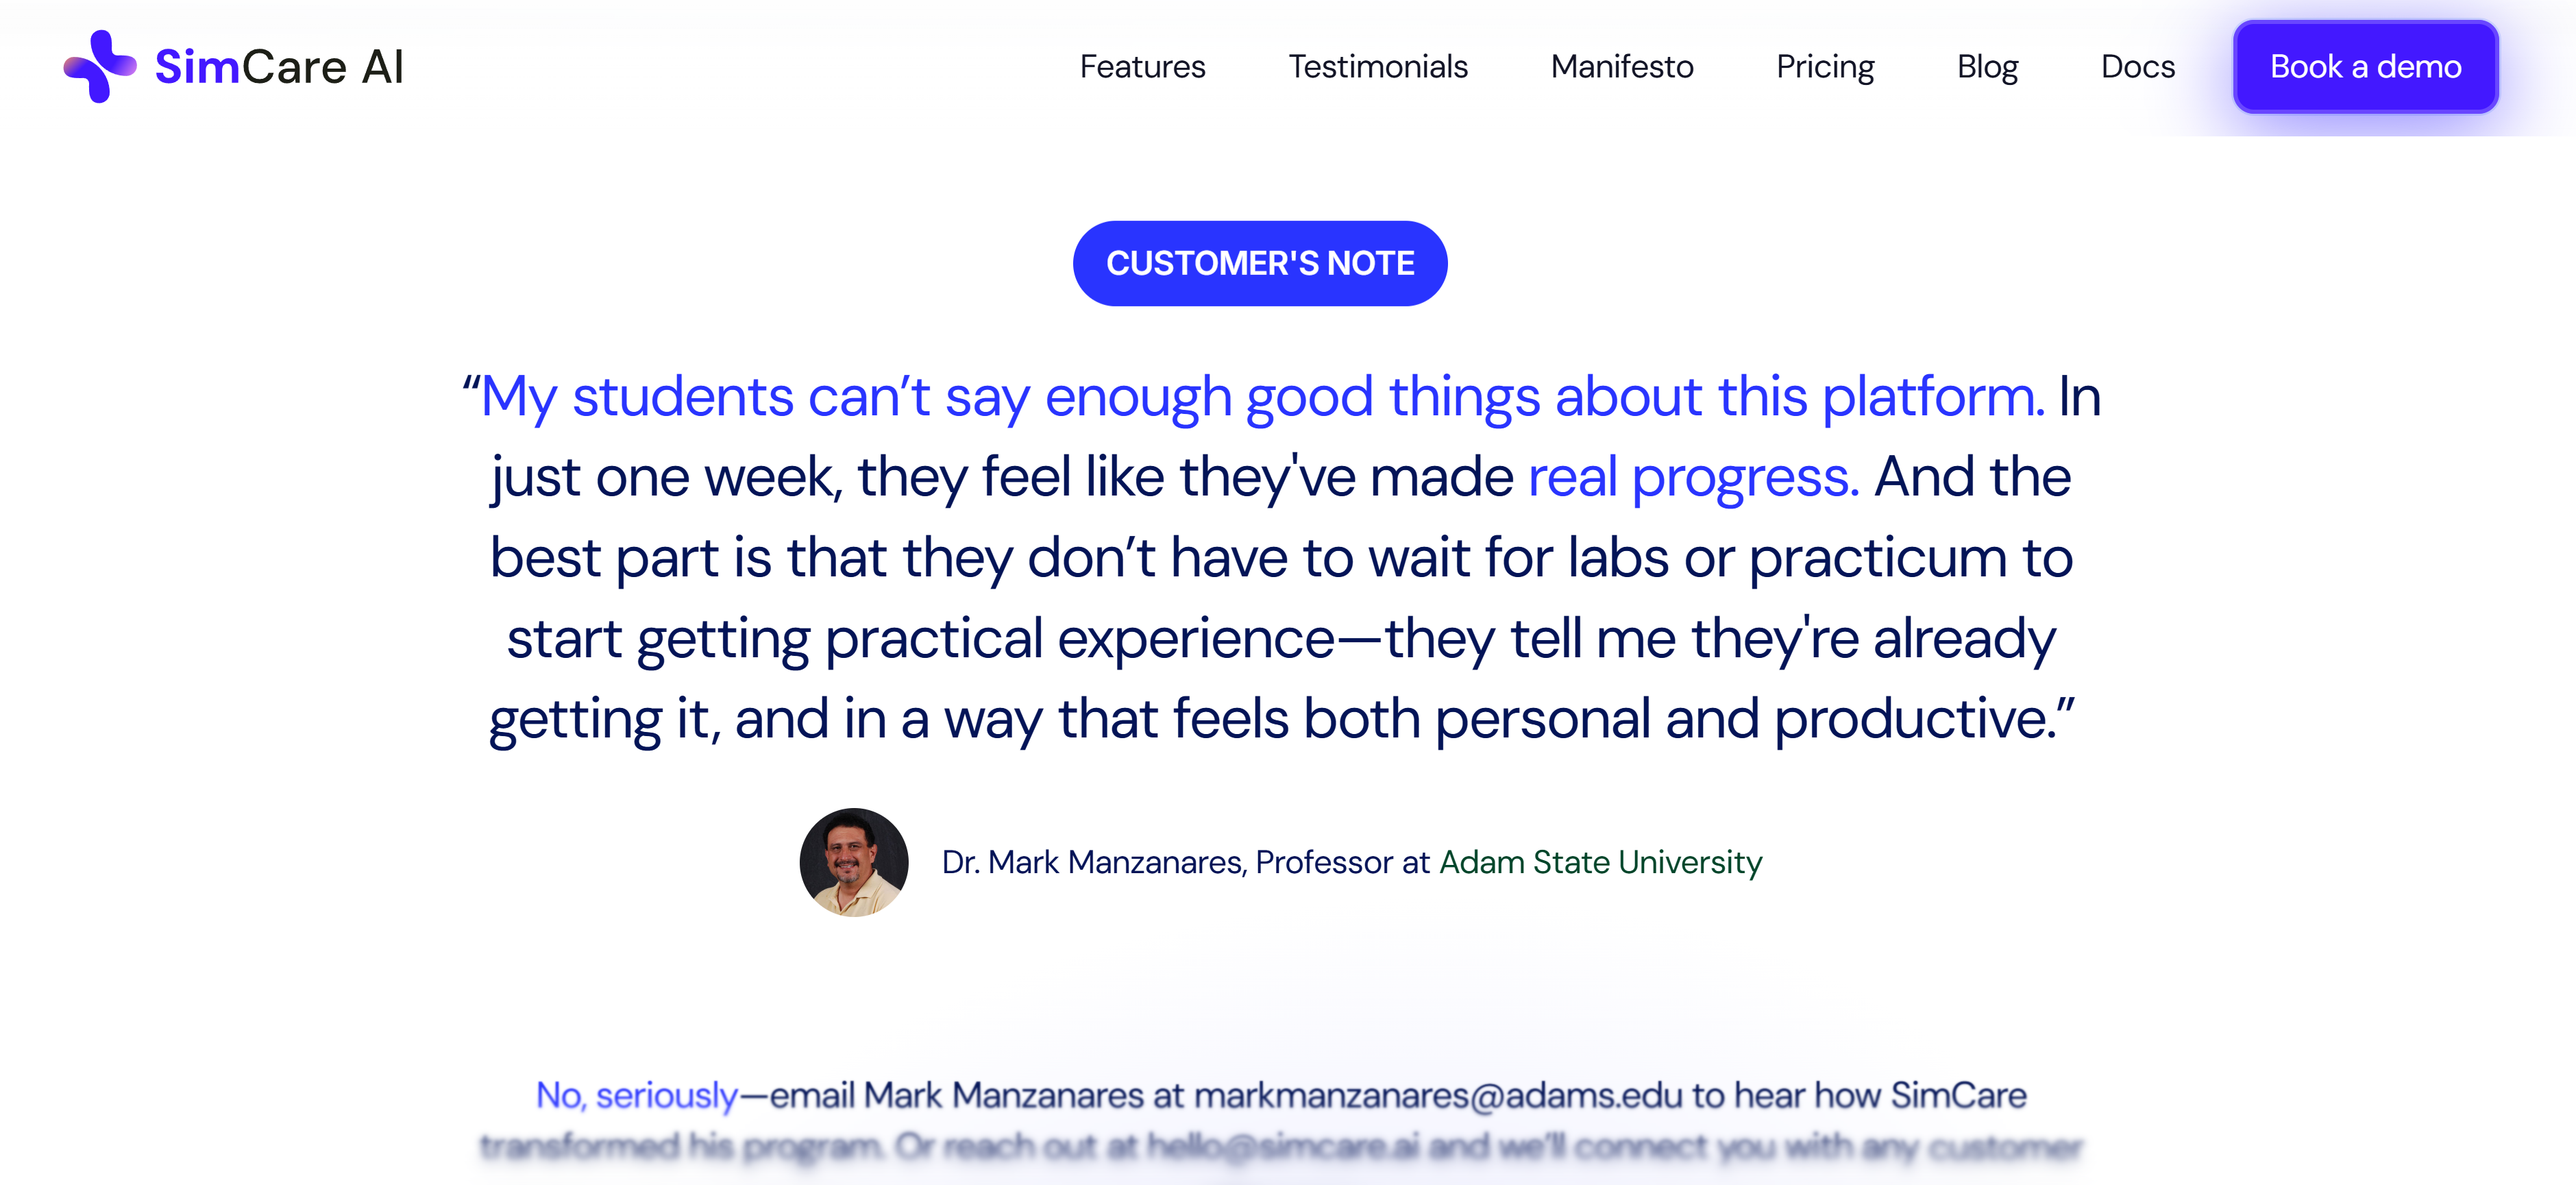 SimCare AI
Features
Testimonials
Manifesto
Pricing
Blog
Docs
Book a demo
CUSTOMER'S NOTE
“My students can’t say enough good things about this platform. In
just one week, they feel like they've made real progress. And the
best part is that they don’t have to wait for labs or practicum to
start getting practical experience—they tell me they're already
getting it, and in a way that feels both personal and productive.”
Dr. Mark Manzanares, Professor at Adam State University
No, seriously—email Mark Manzanares at markmanzanares@adams.edu to hear how SimCare
transformed his program. Or reach out at hello@simcare.ai and we’ll connect you with any customer